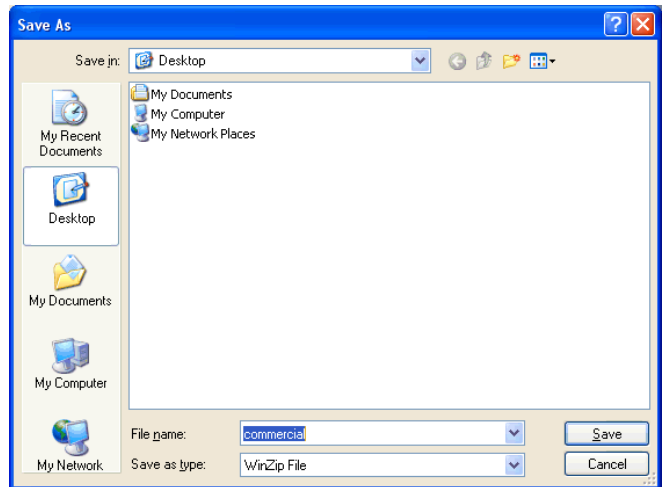 Save As
Save in: Desktop
My Documents
My Computer
My Network Places
My Recent
Documents
Desktop
My Documents
My Computer
My Network
File name: commercial Save
Save as type: WinZip File Cancel